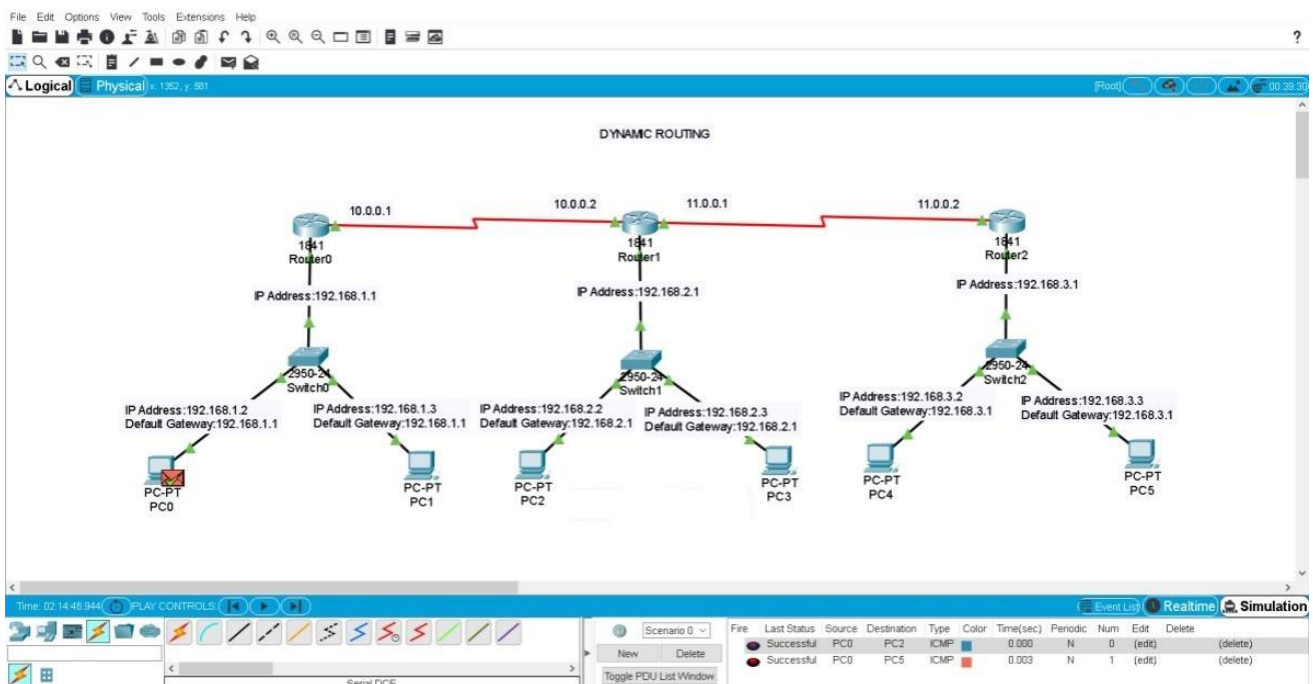 File Edit Options View Tools Extensions Help
?
Logical Physical x: 1352, y: 581 [Root] 00:39:30
DYNAMIC ROUTING
10.0.0.1
10.0.0.2
11.0.0.1
11.0.0.2
1841
Router0
1841
Router1
1841
Router2
IP Address:192.168.1.1
IP Address:192.168.2.1
IP Address:192.168.3.1
2950-24
Switch0
2950-24
Switch1
2950-24
Switch2
IP Address:192.168.1.2
Default Gateway:192.168.1.1
IP Address:192.168.1.3
Default Gateway:192.168.1.1
IP Address:192.168.2.2
Default Gateway:192.168.2.1
IP Address:192.168.2.3
Default Gateway:192.168.2.1
IP Address:192.168.3.2
Default Gateway:192.168.3.1
IP Address:192.168.3.3
Default Gateway:192.168.3.1
PC-PT
PC0
PC-PT
PC1
PC-PT
PC2
PC-PT
PC3
PC-PT
PC4
PC-PT
PC5
Time: 02:14:46.944 PLAY CONTROLS: Event List Realtime Simulation
Scenario 0
New Delete
Toggle PDU List Window
Fire Last Status Source Destination Type Color Time(sec) Periodic Num Edit Delete
Successful PC0 PC2 ICMP 0.000 N 0 (edit) (delete)
Successful PC0 PC5 ICMP 0.003 N 1 (edit) (delete)
Serial DCE